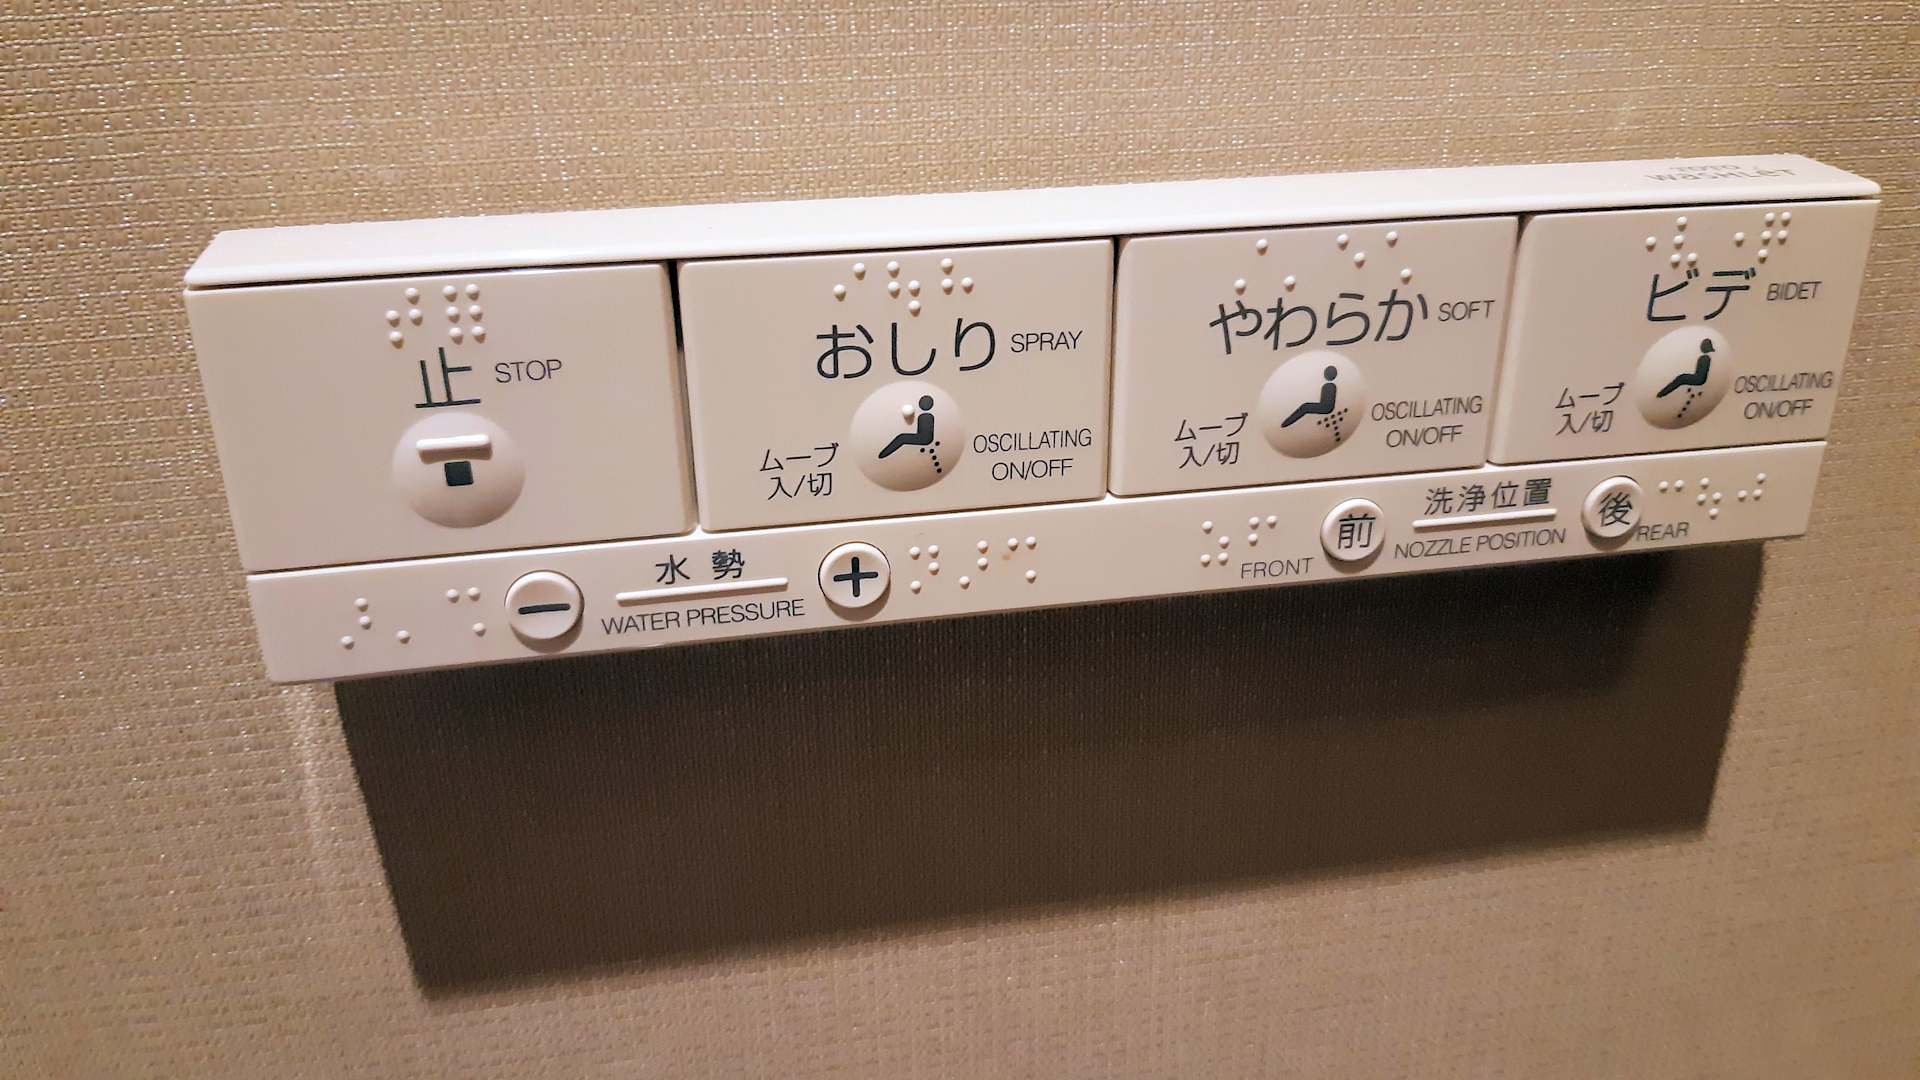 TOTO
WASHLET
止 STOP
おしり SPRAY
ムーブ
入/切
OSCILLATING
ON/OFF
やわらか SOFT
ムーブ
入/切
OSCILLATING
ON/OFF
ビデ BIDET
ムーブ
入/切
OSCILLATING
ON/OFF
− 水勢 +
WATER PRESSURE
前 洗浄位置 後
FRONT NOZZLE POSITION REAR